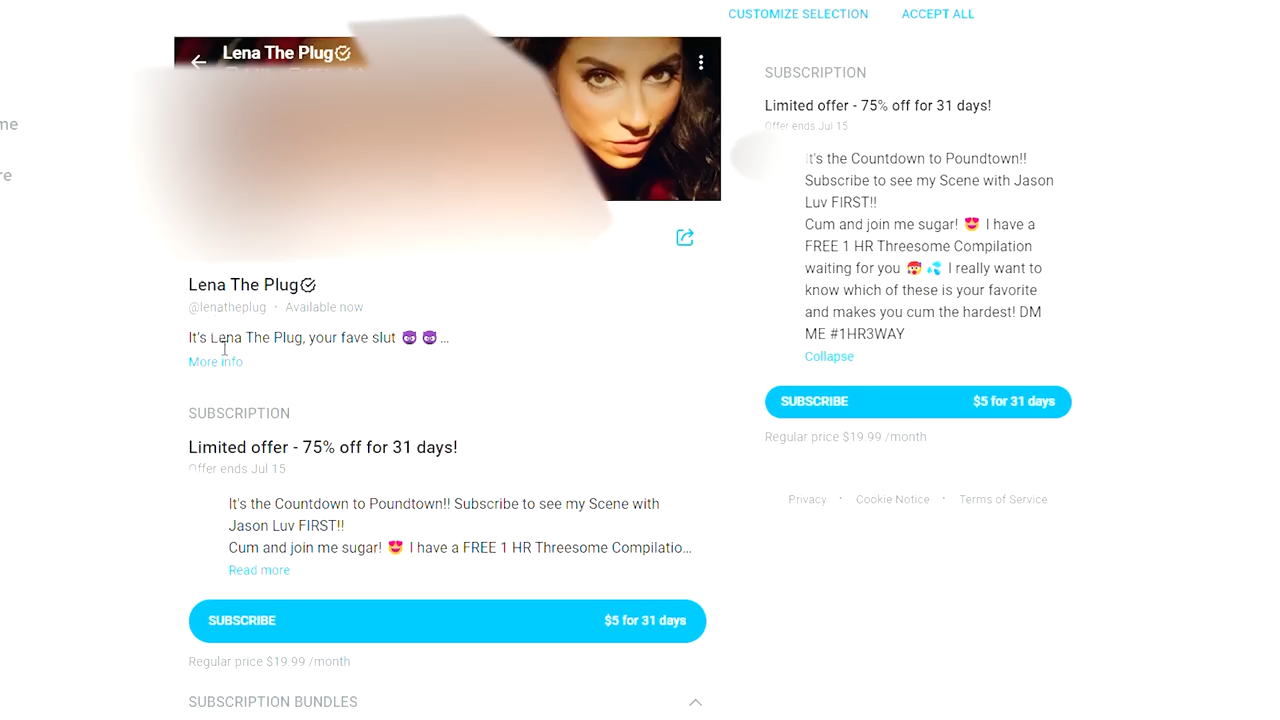 CUSTOMIZE SELECTION ACCEPT ALL
Lena The Plug
me
re
Lena The Plug
@lenatheplug · Available now
It's Lena The Plug, your fave slut 😈 😈 ...
More info
SUBSCRIPTION
Limited offer - 75% off for 31 days!
Offer ends Jul 15
It's the Countdown to Poundtown!! Subscribe to see my Scene with
Jason Luv FIRST!!
Cum and join me sugar! 😍 I have a FREE 1 HR Threesome Compilatio...
Read more
SUBSCRIBE $5 for 31 days
Regular price $19.99 /month
SUBSCRIPTION BUNDLES
SUBSCRIPTION
Limited offer - 75% off for 31 days!
Offer ends Jul 15
It's the Countdown to Poundtown!!
Subscribe to see my Scene with Jason
Luv FIRST!!
Cum and join me sugar! 😍 I have a
FREE 1 HR Threesome Compilation
waiting for you 🥰 💦 I really want to
know which of these is your favorite
and makes you cum the hardest! DM
ME #1HR3WAY
Collapse
SUBSCRIBE $5 for 31 days
Regular price $19.99 /month
Privacy · Cookie Notice · Terms of Service